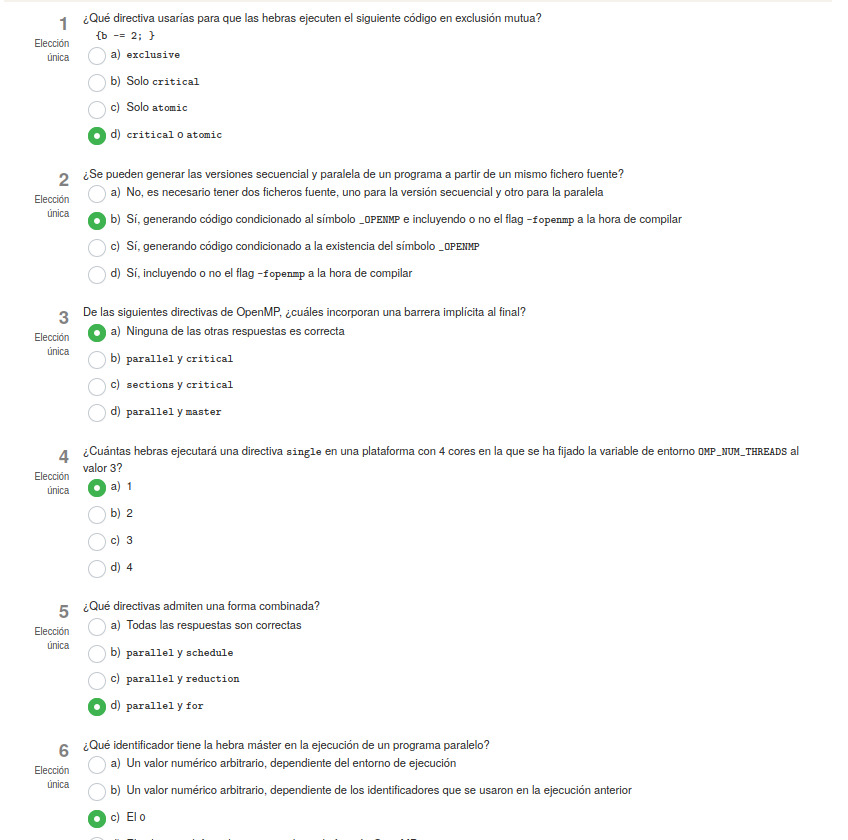 1
Elección
única
¿Qué directiva usarías para que las hebras ejecuten el siguiente código en exclusión mutua?
{b -= 2; }
a) exclusive
b) Solo critical
c) Solo atomic
d) critical o atomic
2
Elección
única
¿Se pueden generar las versiones secuencial y paralela de un programa a partir de un mismo fichero fuente?
a) No, es necesario tener dos ficheros fuente, uno para la versión secuencial y otro para la paralela
b) Sí, generando código condicionado al símbolo _OPENMP e incluyendo o no el flag -fopenmp a la hora de compilar
c) Sí, generando código condicionado a la existencia del símbolo _OPENMP
d) Sí, incluyendo o no el flag -fopenmp a la hora de compilar
3
Elección
única
De las siguientes directivas de OpenMP, ¿cuáles incorporan una barrera implícita al final?
a) Ninguna de las otras respuestas es correcta
b) parallel y critical
c) sections y critical
d) parallel y master
4
Elección
única
¿Cuántas hebras ejecutará una directiva single en una plataforma con 4 cores en la que se ha fijado la variable de entorno OMP_NUM_THREADS al
valor 3?
a) 1
b) 2
c) 3
d) 4
5
Elección
única
¿Qué directivas admiten una forma combinada?
a) Todas las respuestas son correctas
b) parallel y schedule
c) parallel y reduction
d) parallel y for
6
Elección
única
¿Qué identificador tiene la hebra máster en la ejecución de un programa paralelo?
a) Un valor numérico arbitrario, dependiente del entorno de ejecución
b) Un valor numérico arbitrario, dependiente de los identificadores que se usaron en la ejecución anterior
c) El 0